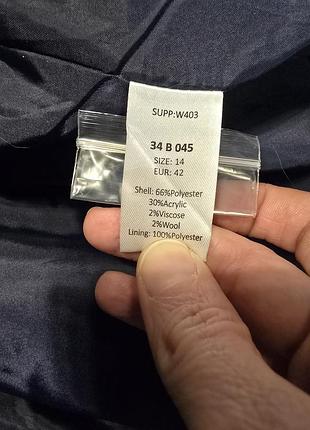 SUPP:W403
34 B 045
SIZE: 14
EUR: 42
Shell: 66%Polyester
30%Acrylic
2%Viscose
2%Wool
Lining: 100%Polyester